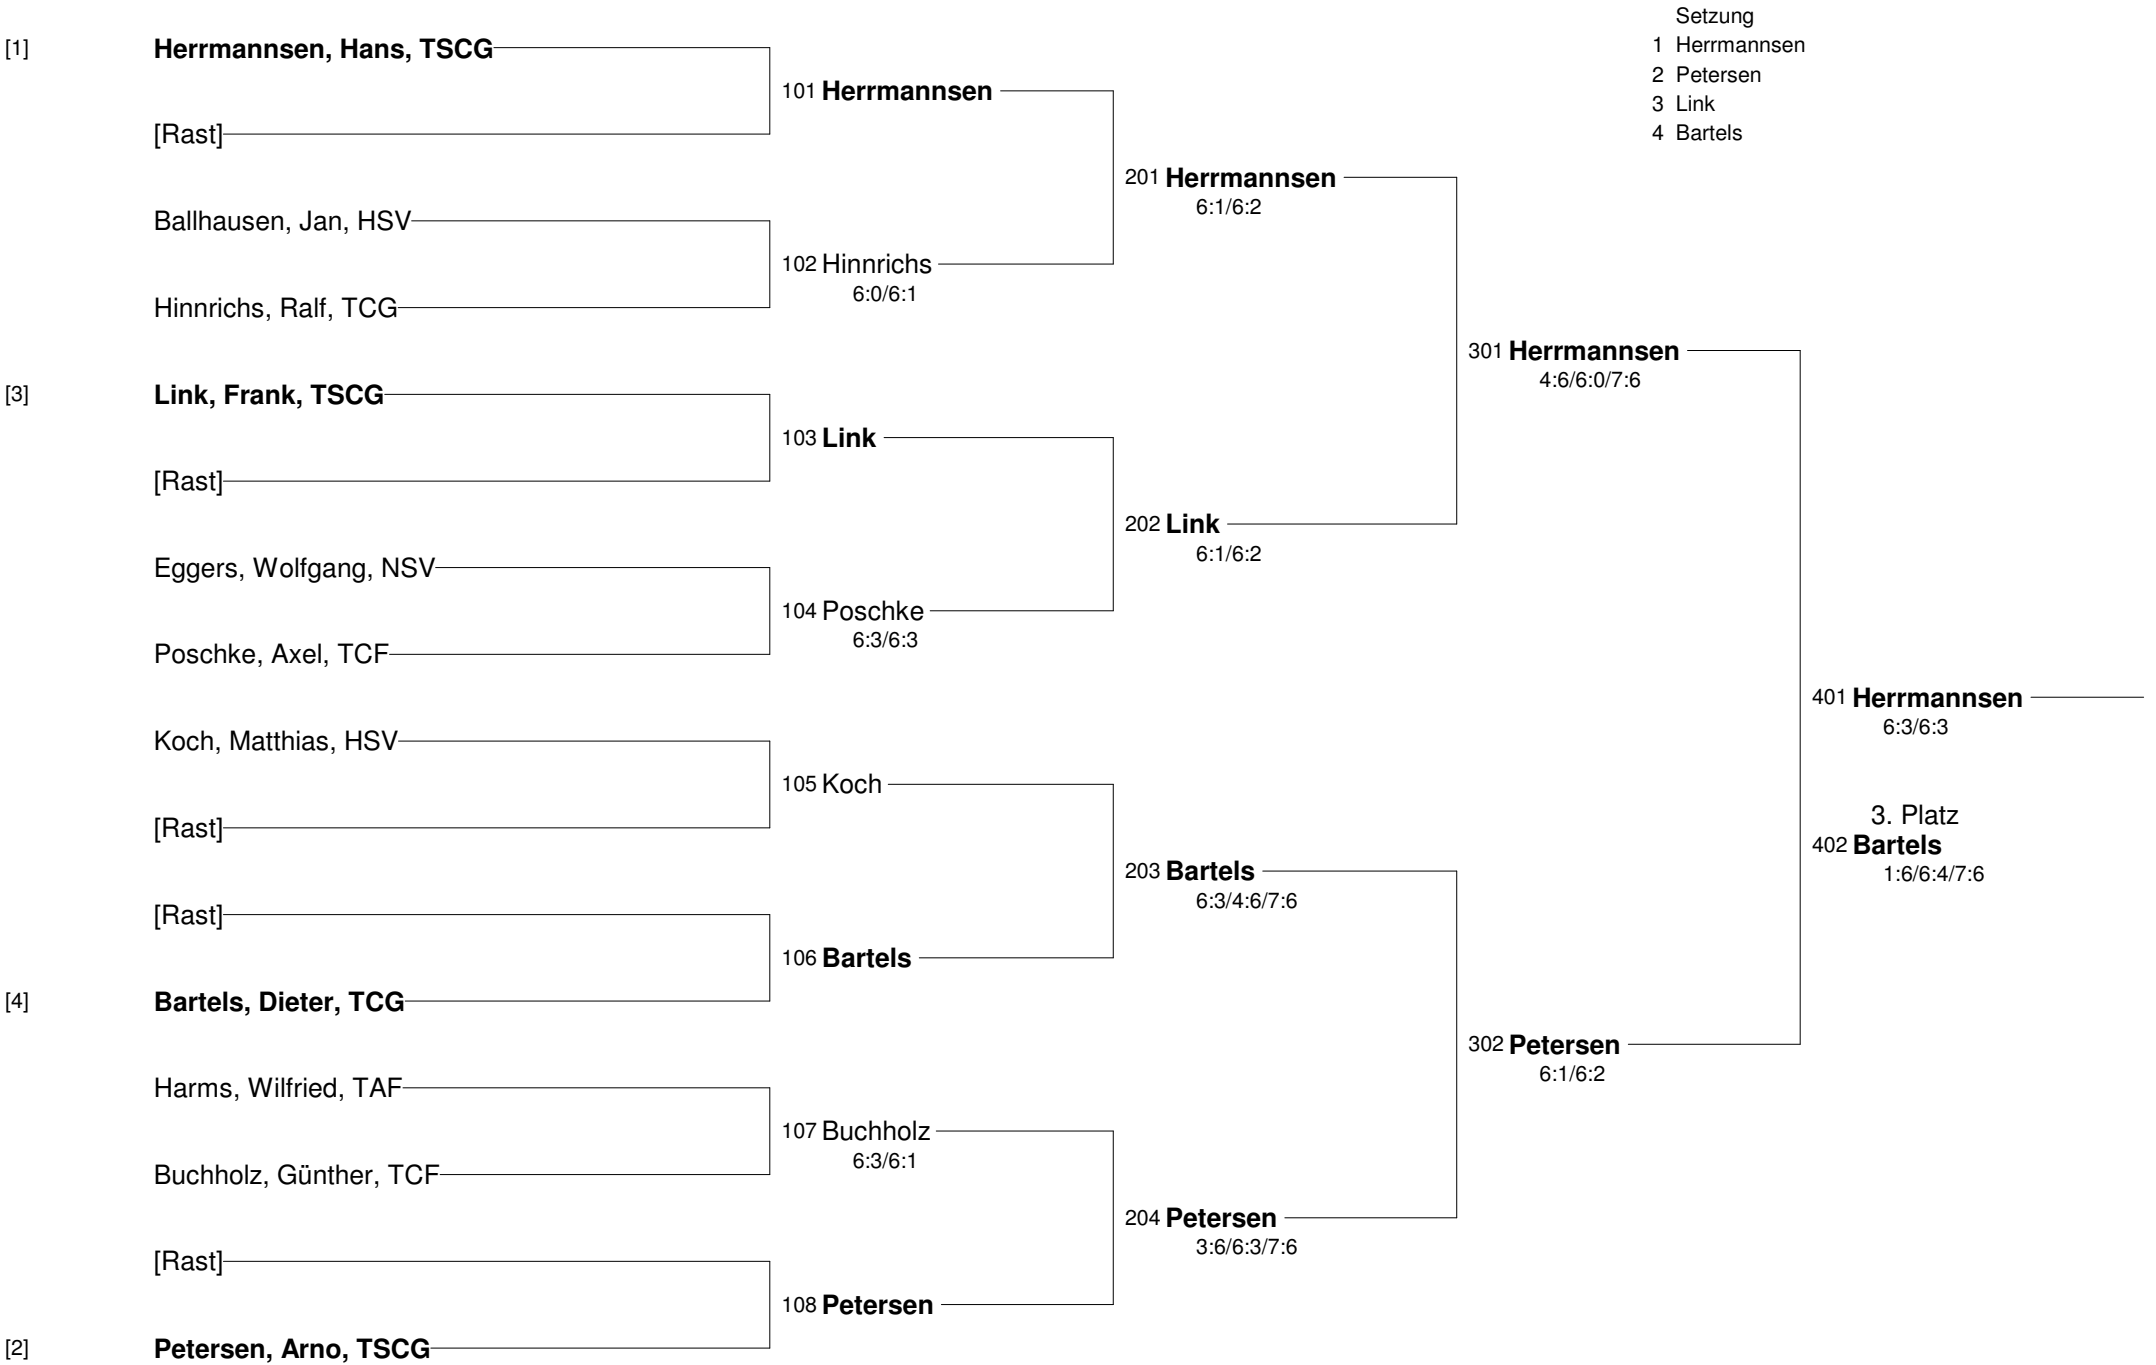 Setzung
1 Herrmannsen
2 Petersen
3 Link
4 Bartels
[1] Herrmannsen, Hans, TSCG
[Rast]
Ballhausen, Jan, HSV
Hinnrichs, Ralf, TCG
[3] Link, Frank, TSCG
[Rast]
Eggers, Wolfgang, NSV
Poschke, Axel, TCF
Koch, Matthias, HSV
[Rast]
[Rast]
[4] Bartels, Dieter, TCG
Harms, Wilfried, TAF
Buchholz, Günther, TCF
[Rast]
[2] Petersen, Arno, TSCG
101 Herrmannsen
102 Hinnrichs
6:0/6:1
103 Link
104 Poschke
6:3/6:3
105 Koch
106 Bartels
107 Buchholz
6:3/6:1
108 Petersen
201 Herrmannsen
6:1/6:2
202 Link
6:1/6:2
203 Bartels
6:3/4:6/7:6
204 Petersen
3:6/6:3/7:6
301 Herrmannsen
4:6/6:0/7:6
302 Petersen
6:1/6:2
401 Herrmannsen
6:3/6:3
3. Platz
402 Bartels
1:6/6:4/7:6